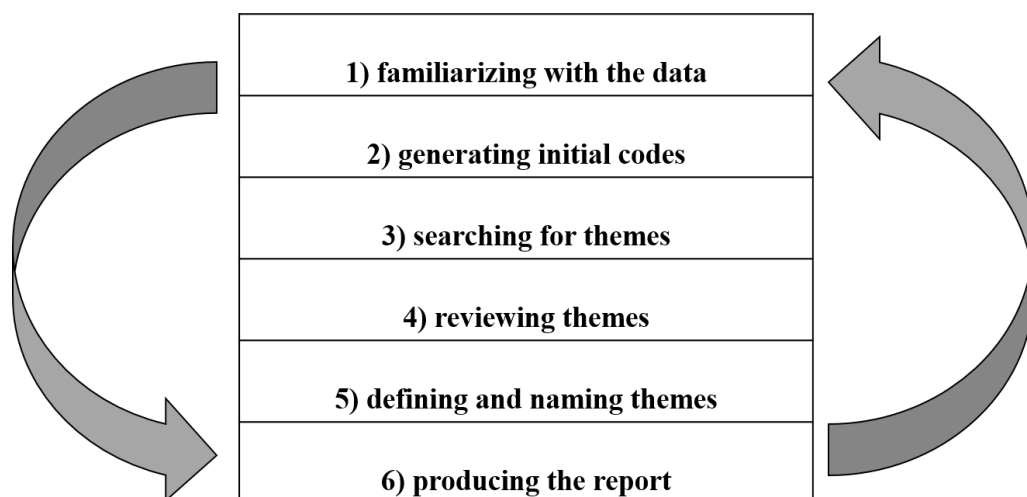 1) familiarizing with the data
2) generating initial codes
3) searching for themes
4) reviewing themes
5) defining and naming themes
6) producing the report